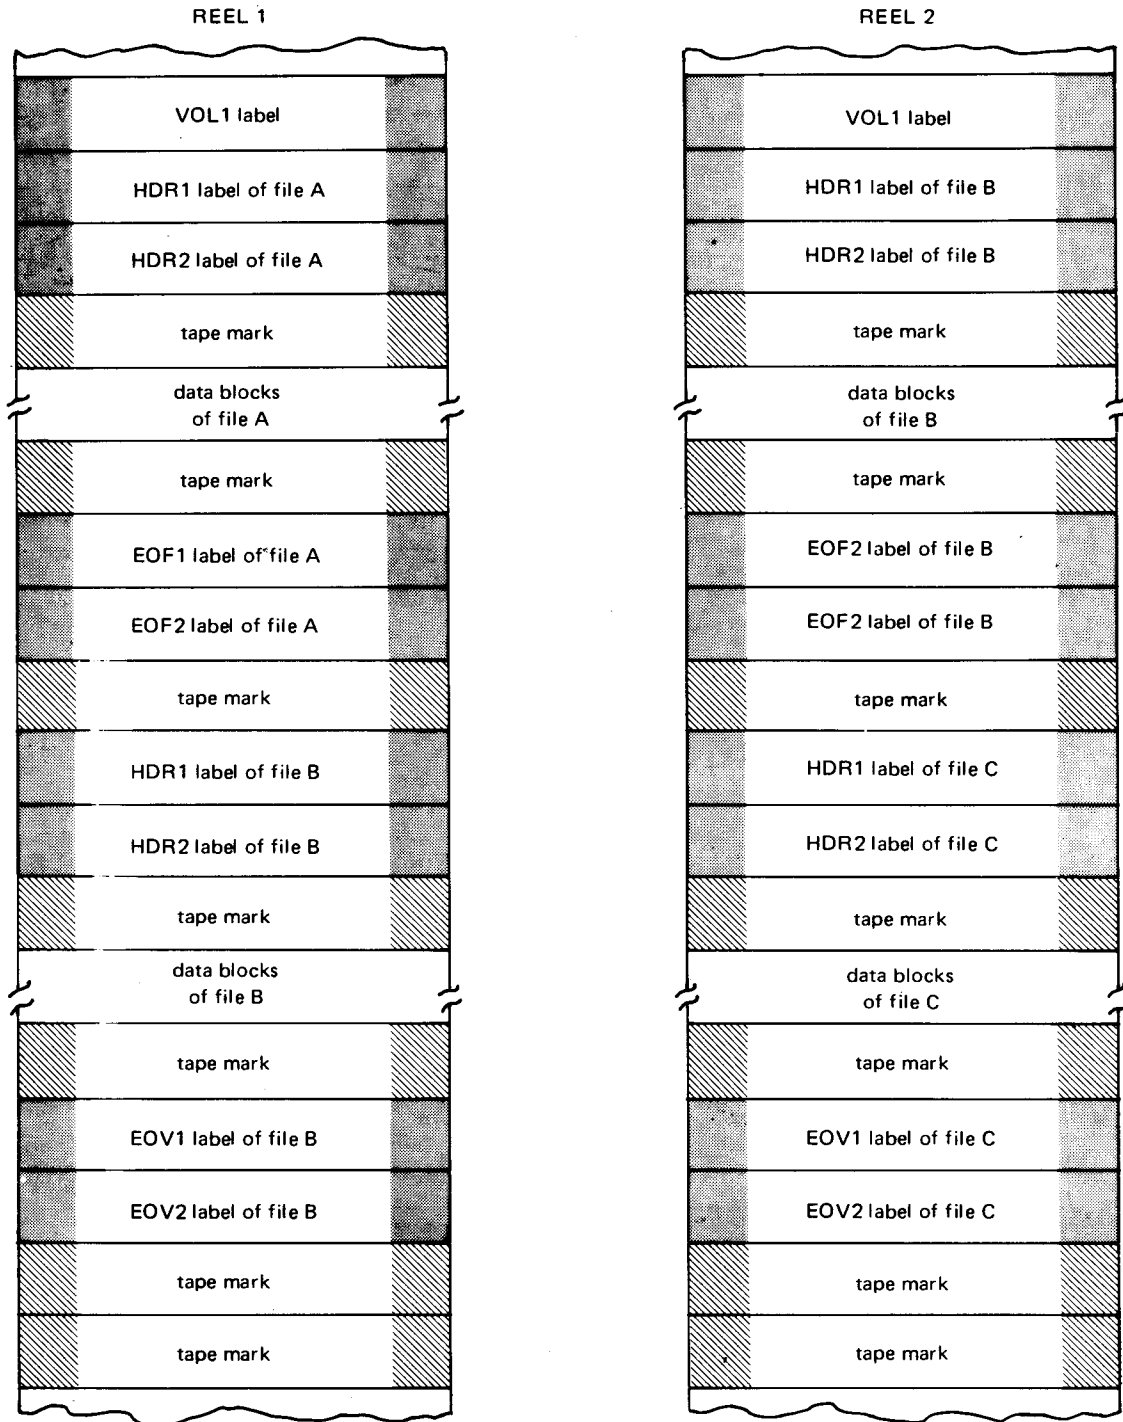 REEL 1
VOL1 label
HDR1 label of file A
HDR2 label of file A
tape mark
data blocks
of file A
tape mark
EOF1 label of file A
EOF2 label of file A
tape mark
HDR1 label of file B
HDR2 label of file B
tape mark
data blocks
of file B
tape mark
EOV1 label of file B
EOV2 label of file B
tape mark
tape mark
REEL 2
VOL1 label
HDR1 label of file B
HDR2 label of file B
tape mark
data blocks
of file B
tape mark
EOF2 label of file B
EOF2 label of file B
tape mark
HDR1 label of file C
HDR2 label of file C
tape mark
data blocks
of file C
tape mark
EOV1 label of file C
EOV2 label of file C
tape mark
tape mark